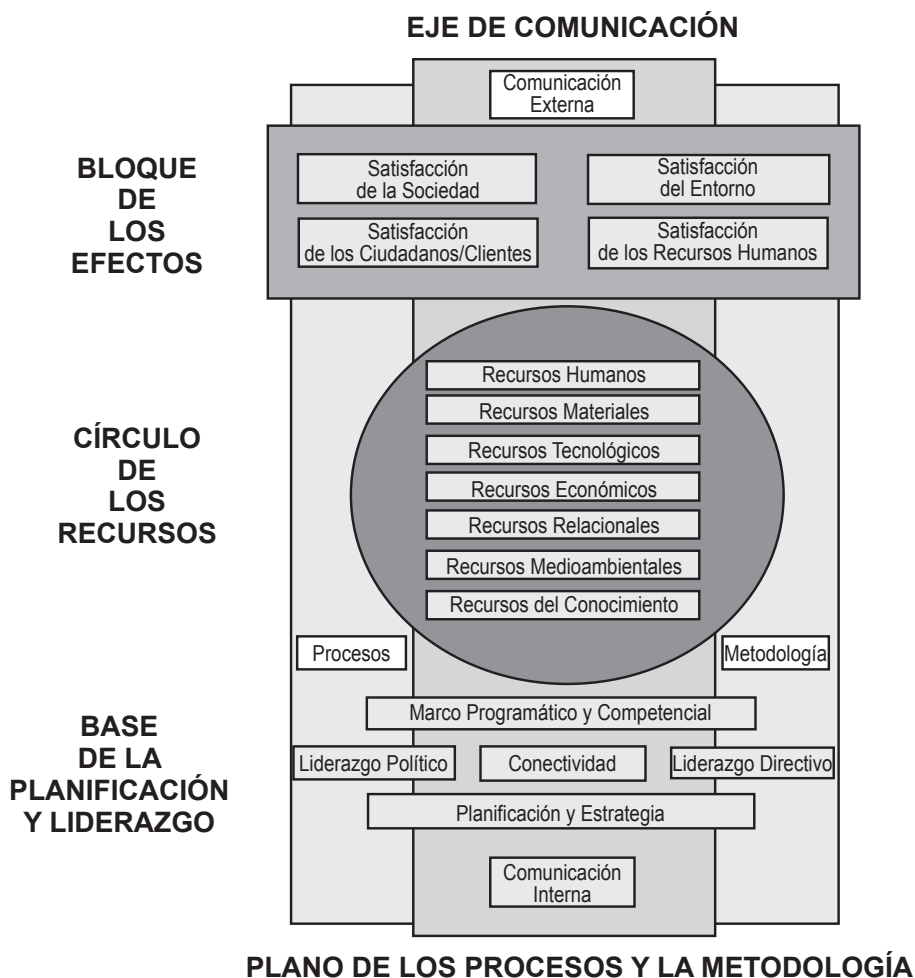 EJE DE COMUNICACIÓN
Comunicación
Externa
BLOQUE
DE
LOS
EFECTOS
Satisfacción
de la Sociedad
Satisfacción
del Entorno
Satisfacción
de los Ciudadanos/Clientes
Satisfacción
de los Recursos Humanos
CÍRCULO
DE
LOS
RECURSOS
Recursos Humanos
Recursos Materiales
Recursos Tecnológicos
Recursos Económicos
Recursos Relacionales
Recursos Medioambientales
Recursos del Conocimiento
Procesos
Metodología
BASE
DE LA
PLANIFICACIÓN
Y LIDERAZGO
Marco Programático y Competencial
Liderazgo Político
Conectividad
Liderazgo Directivo
Planificación y Estrategia
Comunicación
Interna
PLANO DE LOS PROCESOS Y LA METODOLOGÍA